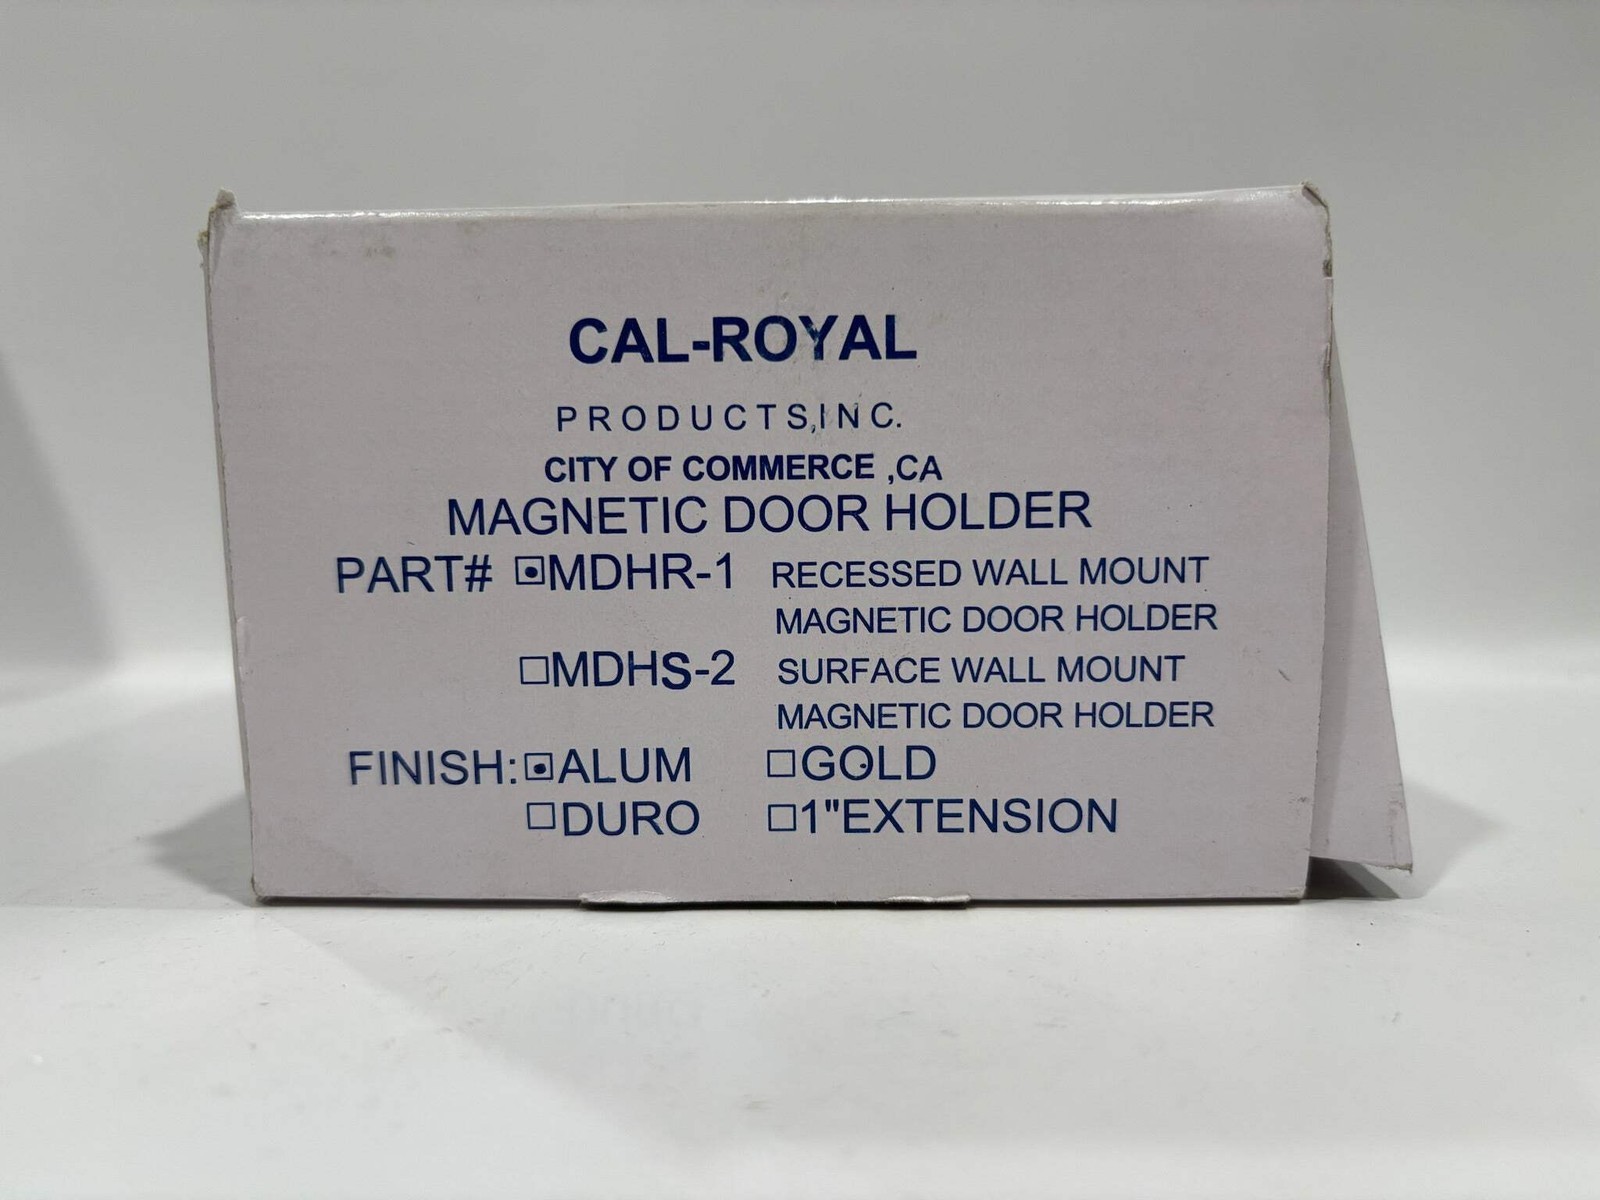 CAL-ROYAL
PRODUCTS,INC.
CITY OF COMMERCE ,CA
MAGNETIC DOOR HOLDER
PART# ☑MDHR-1 RECESSED WALL MOUNT
MAGNETIC DOOR HOLDER
☐MDHS-2 SURFACE WALL MOUNT
MAGNETIC DOOR HOLDER
FINISH: ☑ALUM ☐GOLD
☐DURO ☐1"EXTENSION